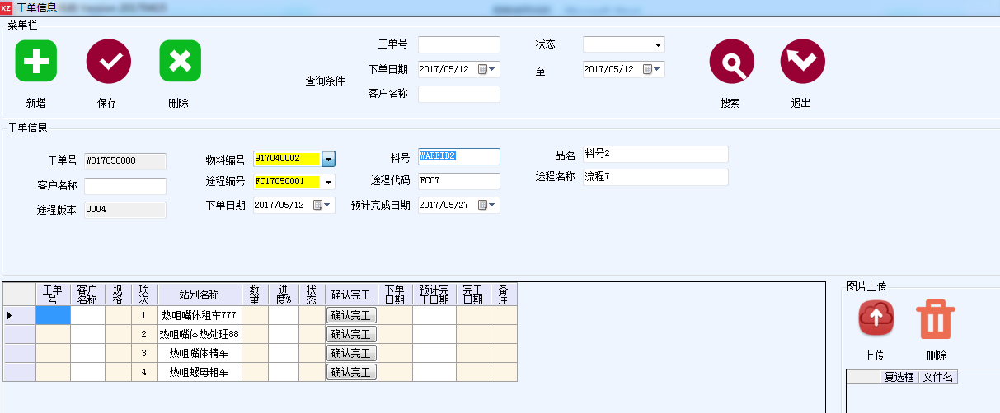 XZ 工单信息
菜单栏
新增
保存
删除
查询条件
工单号
状态
下单日期 2017/05/12
至 2017/05/12
客户名称
搜索
退出
工单信息
工单号 WO17050008
物料编号 917040002
料号 WAREID2
品名 料号2
客户名称
途程编号 FC17050001
途程代码 FC07
途程名称 流程7
途程版本 0004
下单日期 2017/05/12
预计完成日期 2017/05/27
工单号 客户名称 规格 项次 站别名称 数量 进度% 状态 确认完工 下单日期 预计完工日期 完工日期 备注
1 热咀嘴体租车777 确认完工
2 热咀嘴体热处理88 确认完工
3 热咀嘴体精车 确认完工
4 热咀螺母粗车 确认完工
图片上传
上传
删除
复选框 文件名